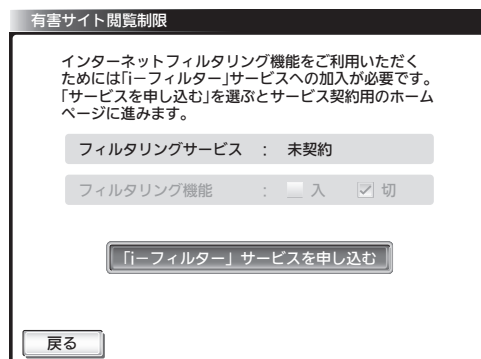 有害サイト閲覧制限
インターネットフィルタリング機能をご利用いただく
ためには「i－フィルター」サービスへの加入が必要です。
「サービスを申し込む」を選ぶとサービス契約用のホーム
ページに進みます。
フィルタリングサービス ： 未契約
フィルタリング機能 ： 入 切
「i－フィルター」サービスを申し込む
戻る